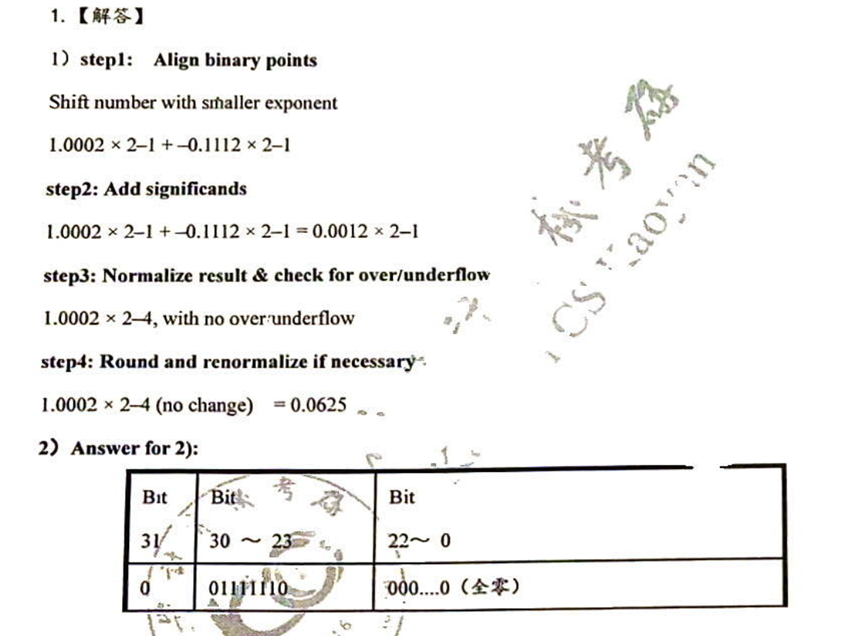 1.【解答】
1）step1: Align binary points
Shift number with smaller exponent
1.0002 × 2–1 + –0.1112 × 2–1
step2: Add significands
1.0002 × 2–1 + –0.1112 × 2–1 = 0.0012 × 2–1
step3: Normalize result & check for over/underflow
1.0002 × 2–4, with no over/underflow
step4: Round and renormalize if necessary
1.0002 × 2–4 (no change) = 0.0625
2）Answer for 2):
Bit Bit Bit
31 30 ～ 23 22～ 0
0 01111110 000....0（全零）
CS Kaoyan